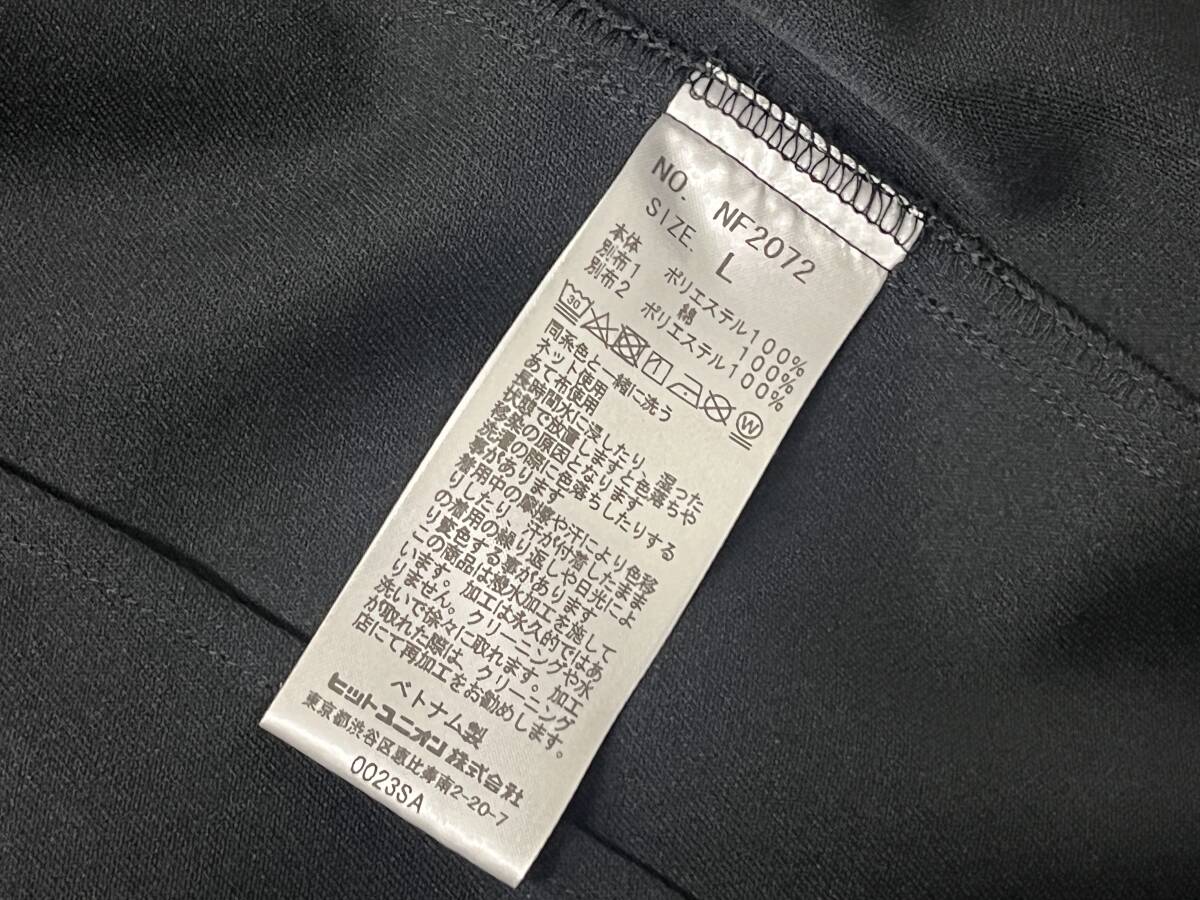 NO. NF2072
SIZE. L
本体 ポリエステル100%
別布1 綿 100%
別布2 ポリエステル100%
30 W
同系色と一緒に洗う
ネット使用
あて布使用
長時間水に浸したり、湿った
状態で放置しますと色落ちや
移染の原因となります
洗濯の際に色落ちしたりする
事があります
着用中の摩擦や汗により色移
りしたり、汗が付着したまま
の着用の繰り返しや日光によ
り変色する事があります
この商品は撥水加工を施して
います。加工は永久的ではあ
りません。クリーニングや水
洗いで徐々に取れます。加工
が取れた際は、クリーニング
店にて再加工をお勧めします。
ベトナム製
ヒットユニオン株式会社
東京都渋谷区恵比寿南2-20-7
0023SA